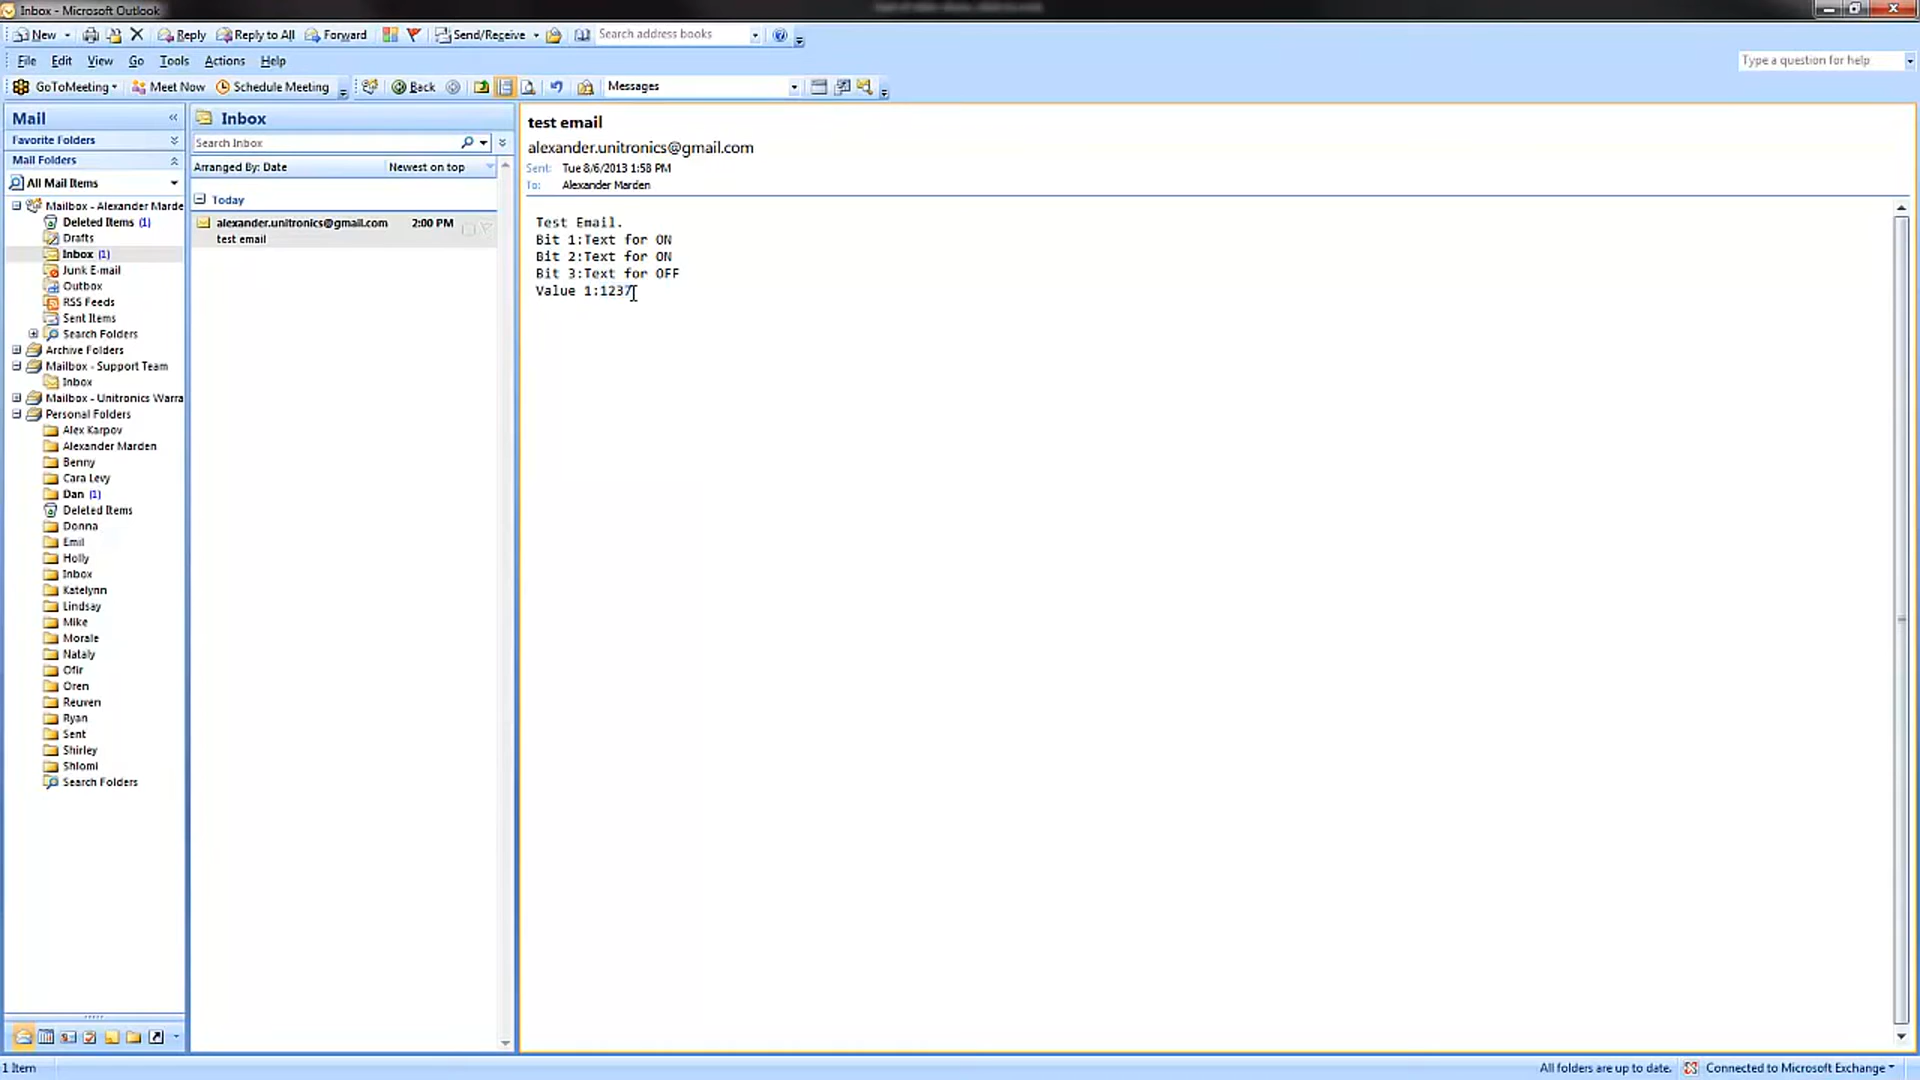 Inbox - Microsoft Outlook
New Reply Reply to All Forward Send/Receive Search address books
File Edit View Go Tools Actions Help Type a question for help
GoToMeeting Meet Now Schedule Meeting Back Messages
Mail
Favorite Folders
Mail Folders
All Mail Items
Mailbox - Alexander Marde
Deleted Items (1)
Drafts
Inbox (1)
Junk E-mail
Outbox
RSS Feeds
Sent Items
Search Folders
Archive Folders
Mailbox - Support Team
Inbox
Mailbox - Unitronics Warra
Personal Folders
Alex Karpov
Alexander Marden
Benny
Cara Levy
Dan (1)
Deleted Items
Donna
Emil
Holly
Inbox
Katelynn
Lindsay
Mike
Morale
Nataly
Ofir
Oren
Reuven
Ryan
Sent
Shirley
Shlomi
Search Folders
Inbox
Search Inbox
Arranged By: Date Newest on top
Today
alexander.unitronics@gmail.com 2:00 PM
test email
test email
alexander.unitronics@gmail.com
Sent: Tue 8/6/2013 1:58 PM
To: Alexander Marden
Test Email.
Bit 1:Text for ON
Bit 2:Text for ON
Bit 3:Text for OFF
Value 1:1237
1 Item All folders are up to date. Connected to Microsoft Exchange